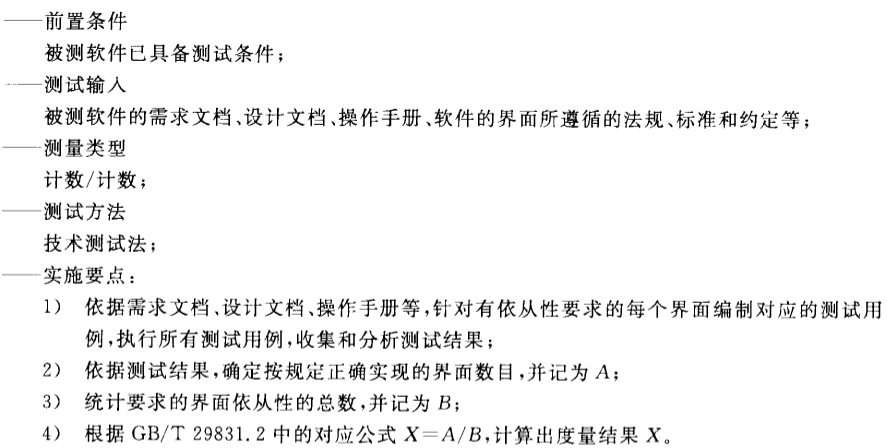 ——前置条件
被测软件已具备测试条件；
——测试输入
被测软件的需求文档、设计文档、操作手册、软件的界面所遵循的法规、标准和约定等；
——测量类型
计数/计数；
——测试方法
技术测试法；
——实施要点：
1） 依据需求文档、设计文档、操作手册等，针对有依从性要求的每个界面编制对应的测试用
例，执行所有测试用例，收集和分析测试结果；
2） 依据测试结果，确定按规定正确实现的界面数目，并记为 A；
3） 统计要求的界面依从性的总数，并记为 B；
4） 根据 GB/T 29831.2 中的对应公式 X＝A/B，计算出度量结果 X。